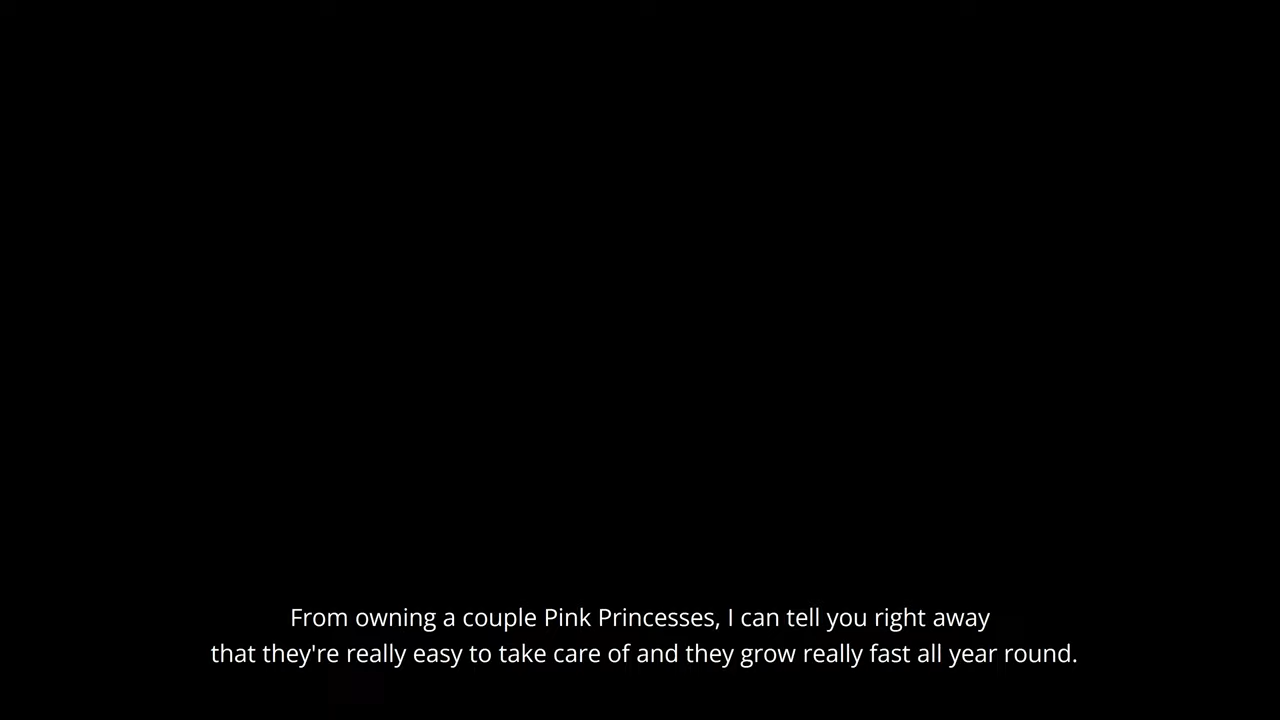 From owning a couple Pink Princesses, I can tell you right away
that they're really easy to take care of and they grow really fast all year round.